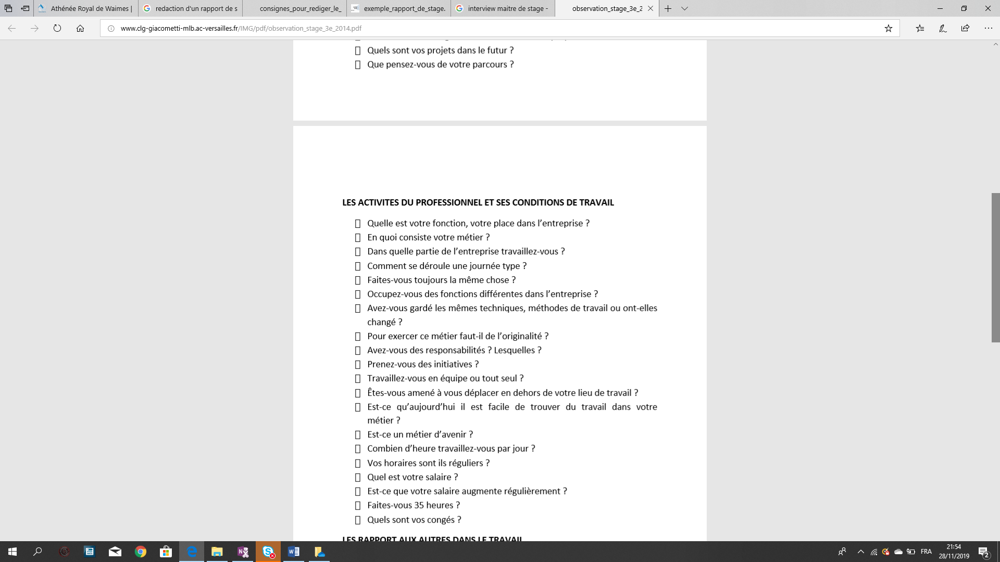 Athénée Royal de Waimes |
redaction d'un rapport de s
consignes_pour_rediger_le_
exemple_rapport_de_stage.
interview maitre de stage -
observation_stage_3e_2
www.clg-giacometti-mlb.ac-versailles.fr/IMG/pdf/observation_stage_3e_2014.pdf
Quels sont vos projets dans le futur ?
Que pensez-vous de votre parcours ?
LES ACTIVITES DU PROFESSIONNEL ET SES CONDITIONS DE TRAVAIL
Quelle est votre fonction, votre place dans l’entreprise ?
En quoi consiste votre métier ?
Dans quelle partie de l’entreprise travaillez-vous ?
Comment se déroule une journée type ?
Faites-vous toujours la même chose ?
Occupez-vous des fonctions différentes dans l’entreprise ?
Avez-vous gardé les mêmes techniques, méthodes de travail ou ont-elles
changé ?
Pour exercer ce métier faut-il de l’originalité ?
Avez-vous des responsabilités ? Lesquelles ?
Prenez-vous des initiatives ?
Travaillez-vous en équipe ou tout seul ?
Êtes-vous amené à vous déplacer en dehors de votre lieu de travail ?
Est-ce qu’aujourd’hui il est facile de trouver du travail dans votre
métier ?
Est-ce un métier d’avenir ?
Combien d’heure travaillez-vous par jour ?
Vos horaires sont ils réguliers ?
Quel est votre salaire ?
Est-ce que votre salaire augmente régulièrement ?
Faites-vous 35 heures ?
Quels sont vos congés ?
LES RAPPORT AUX AUTRES DANS LE TRAVAIL
FRA
21:54
28/11/2019
2